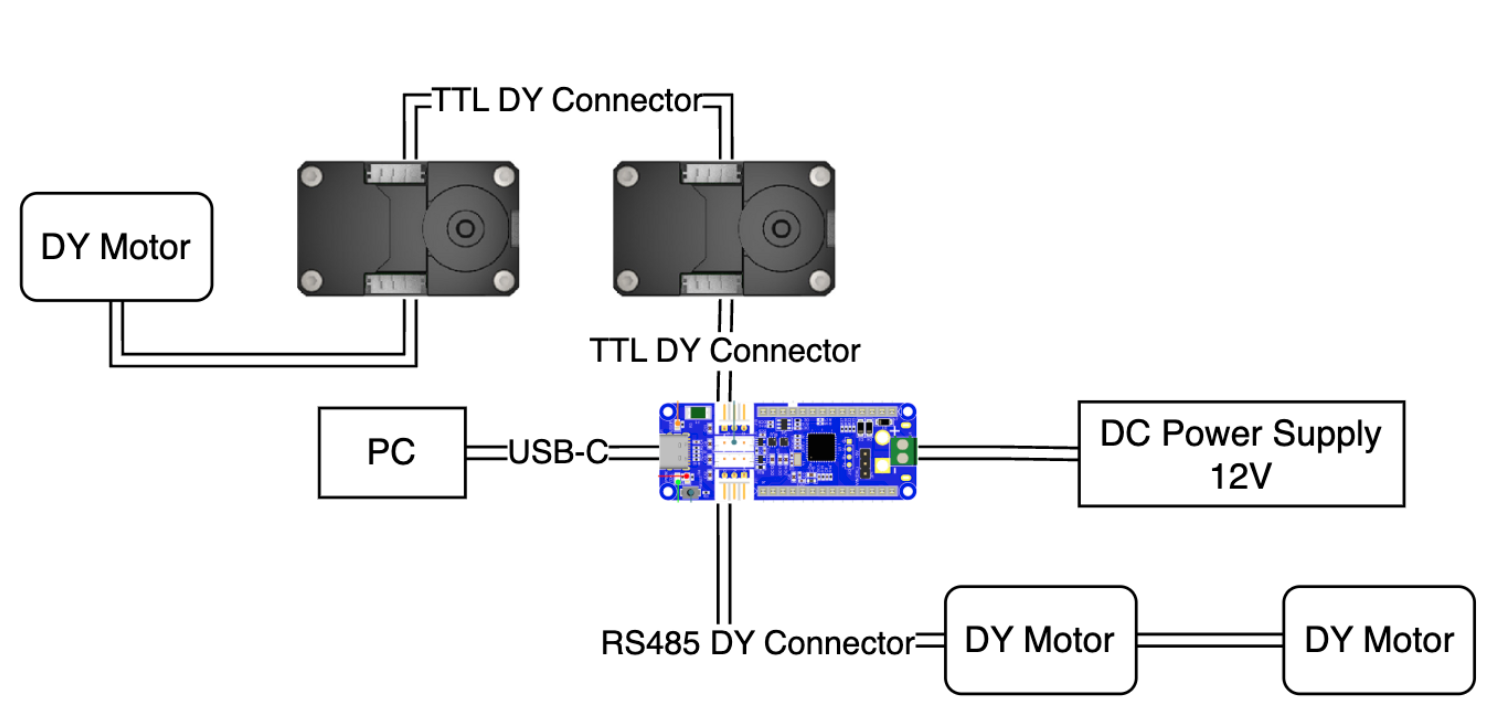 TTL DY Connector
DY Motor
TTL DY Connector
PC
USB-C
DC Power Supply
12V
RS485 DY Connector
DY Motor
DY Motor